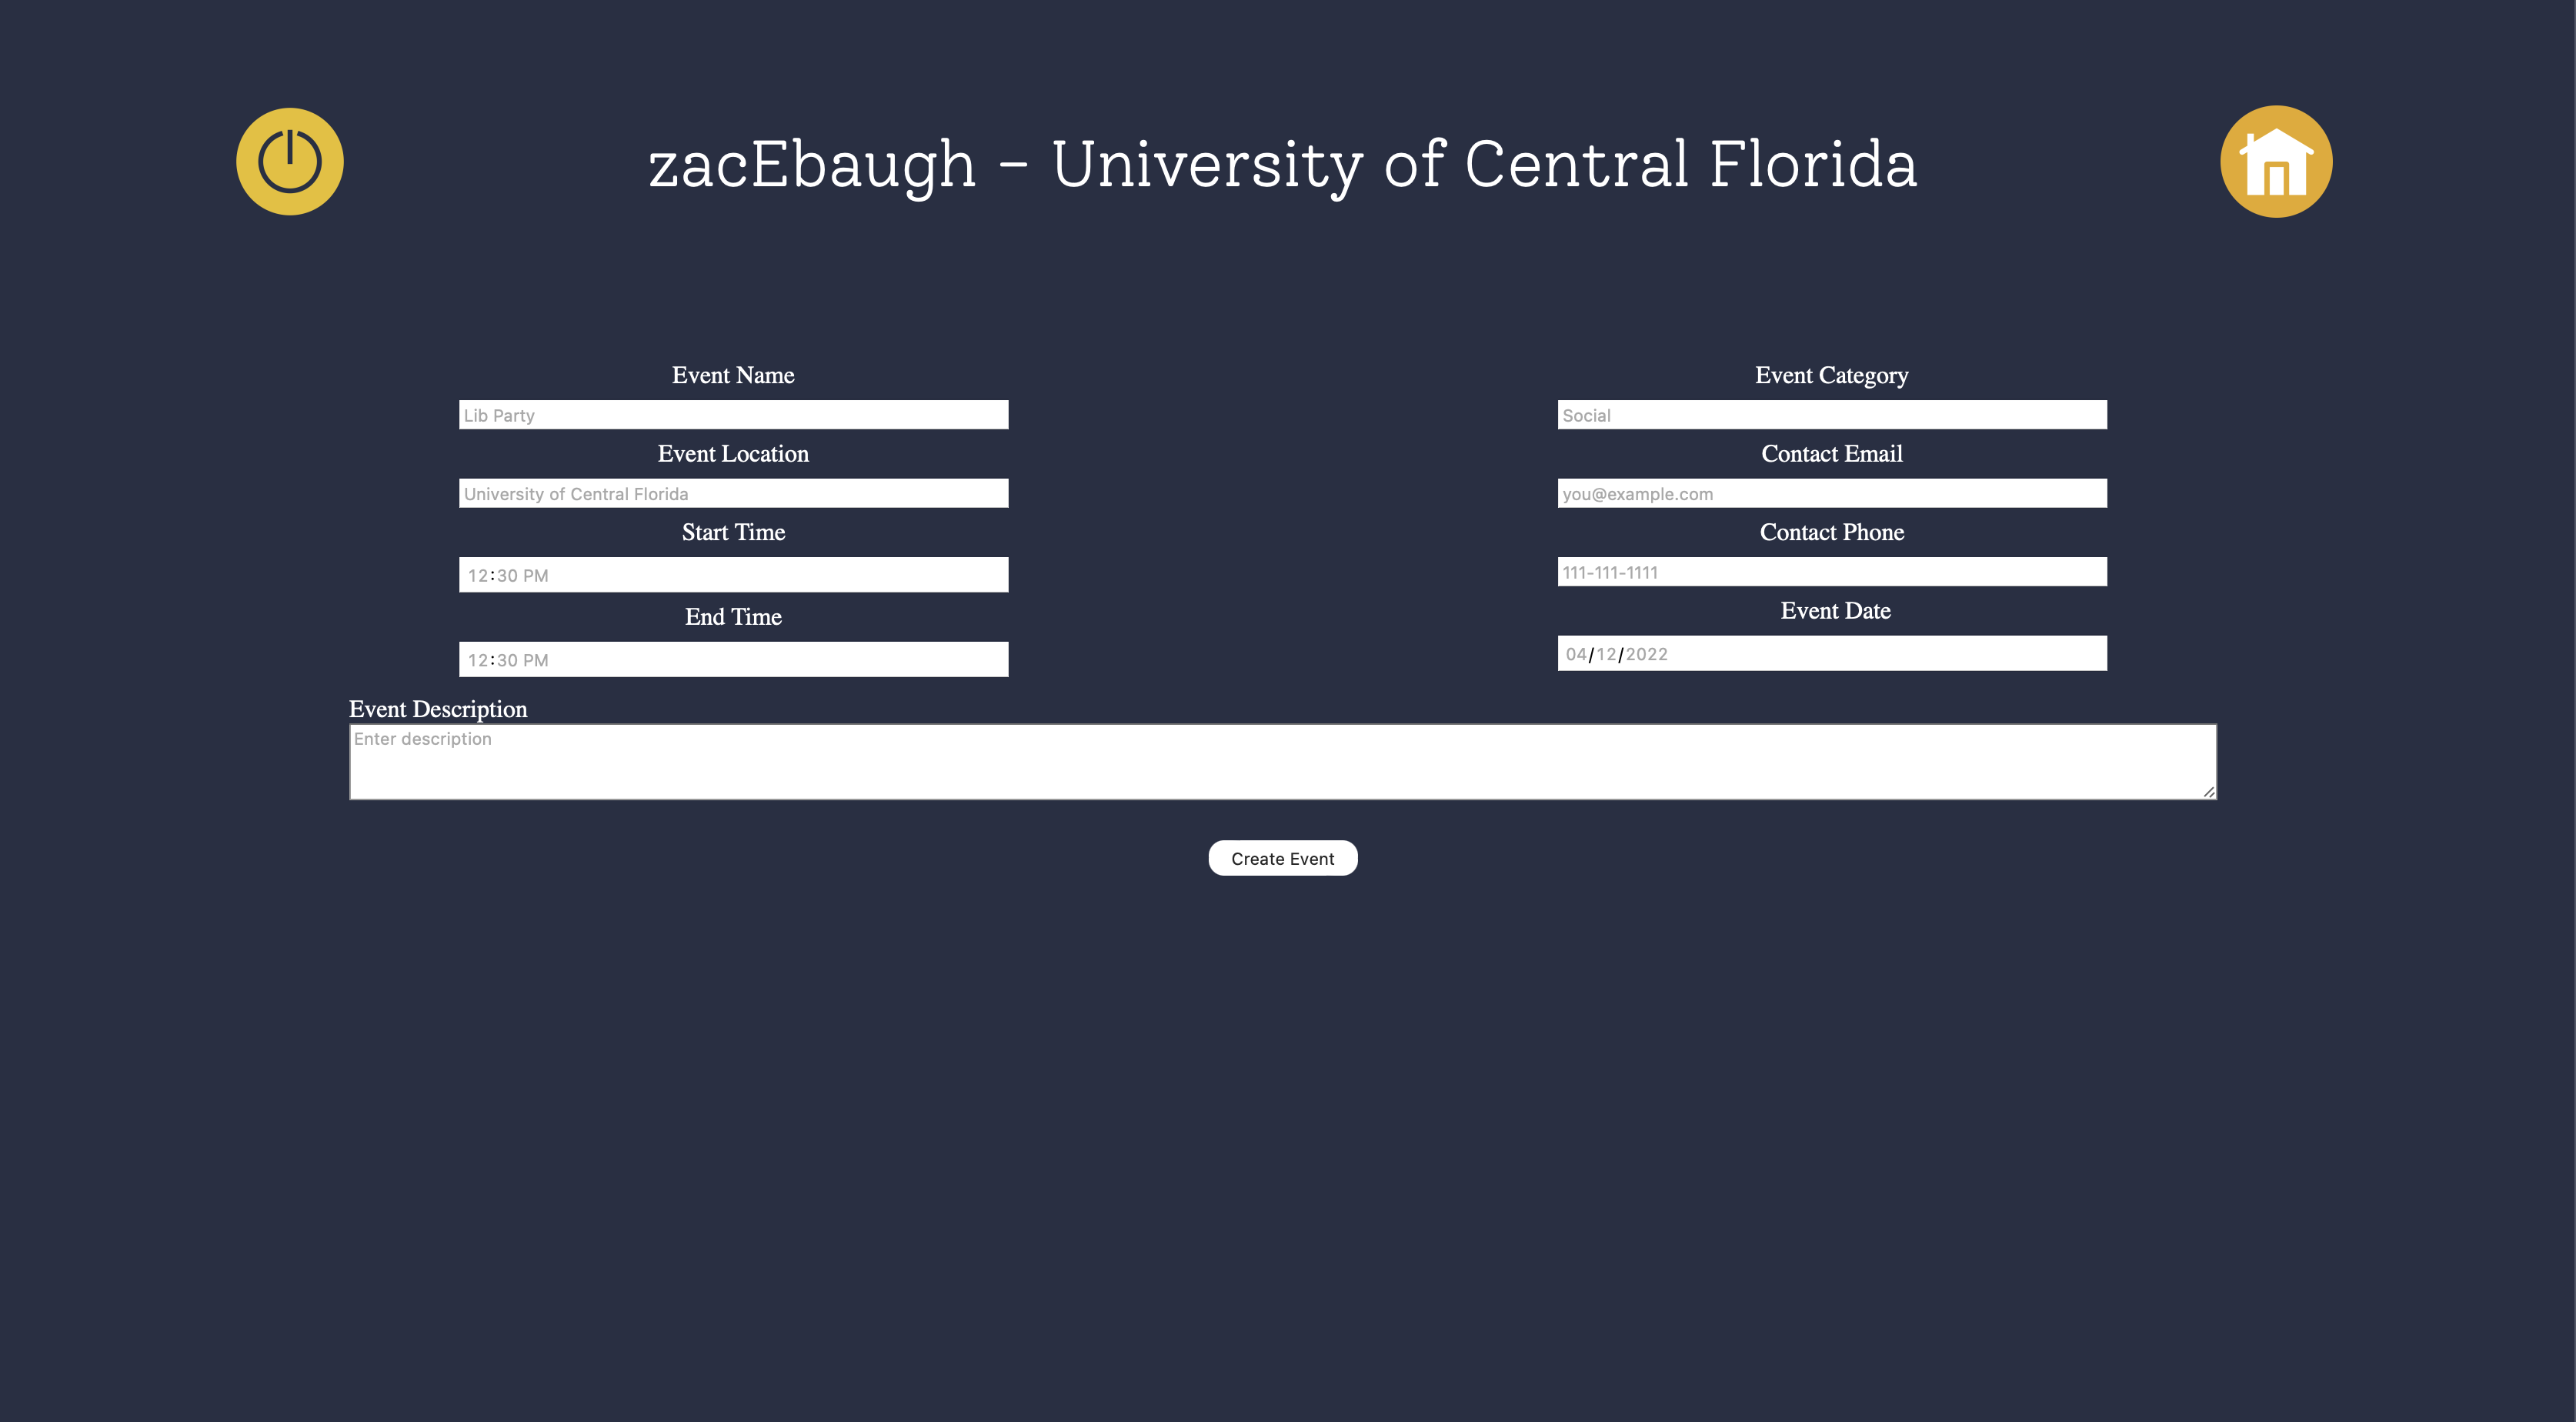 zacEbaugh - University of Central Florida
Event Name
Lib Party
Event Location
University of Central Florida
Start Time
12:30 PM
End Time
12:30 PM
Event Category
Social
Contact Email
you@example.com
Contact Phone
111-111-1111
Event Date
04/12/2022
Event Description
Enter description
Create Event